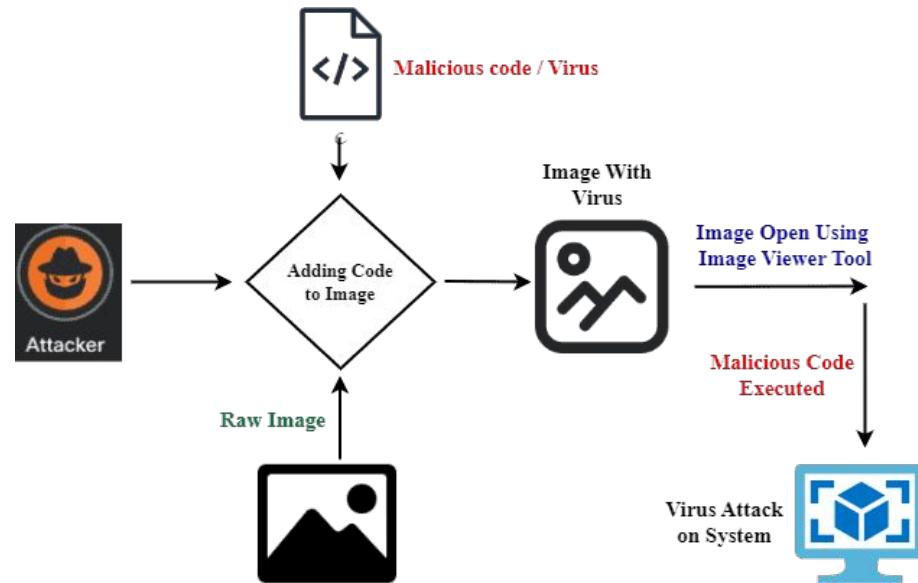 </>
Malicious code / Virus
Image With
Virus
Image Open Using
Image Viewer Tool
Adding Code
to Image
Attacker
Malicious Code
Executed
Raw Image
Virus Attack
on System